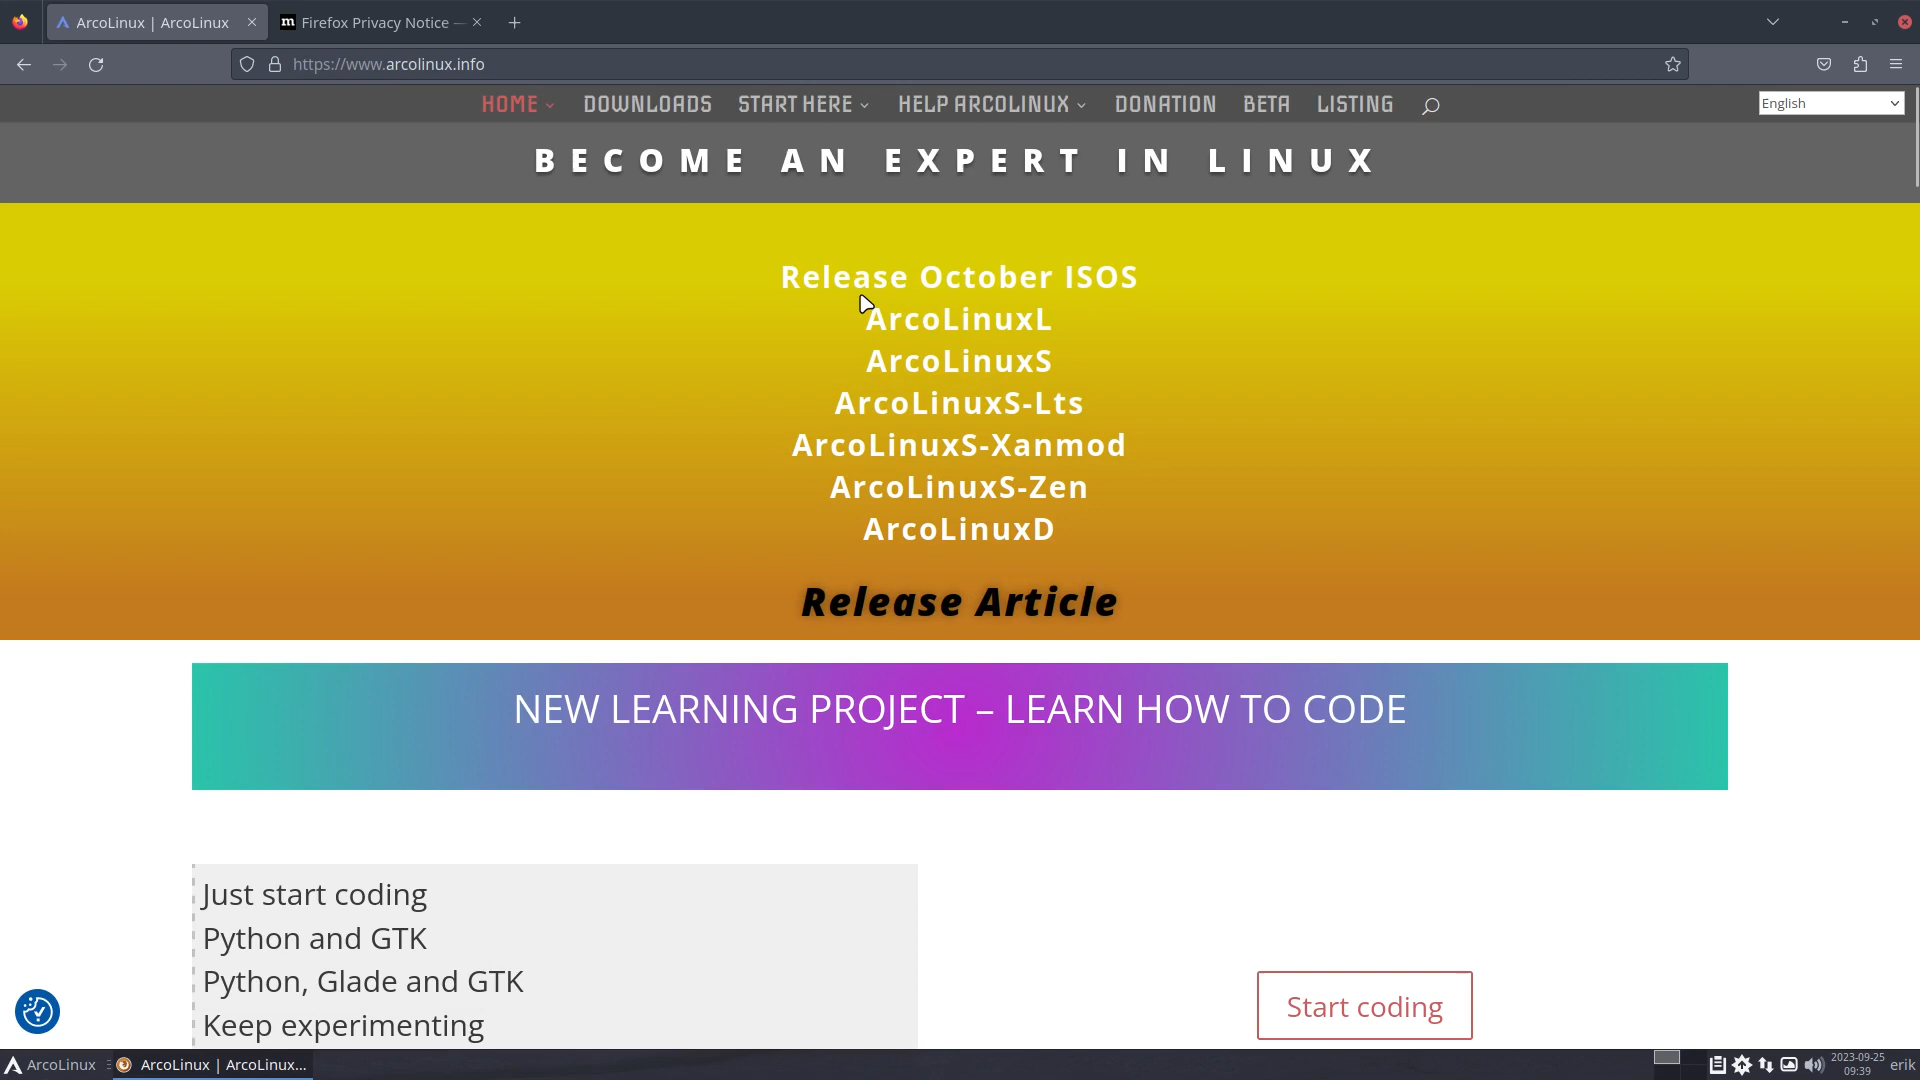 ArcoLinux | ArcoLinux
Firefox Privacy Notice —
https://www.arcolinux.info
HOME
DOWNLOADS
START HERE
HELP ARCOLINUX
DONATION
BETA
LISTING
English
BECOME AN EXPERT IN LINUX
Release October ISOS
ArcoLinuxL
ArcoLinuxS
ArcoLinuxS-Lts
ArcoLinuxS-Xanmod
ArcoLinuxS-Zen
ArcoLinuxD
Release Article
NEW LEARNING PROJECT – LEARN HOW TO CODE
Just start coding
Python and GTK
Python, Glade and GTK
Keep experimenting
Start coding
ArcoLinux
ArcoLinux | ArcoLinux...
2023-09-25
09:39
erik